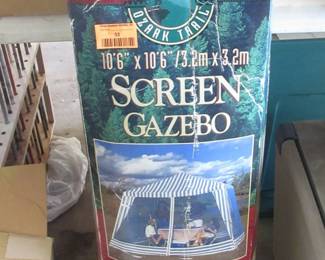 OZARK TRAIL
10'6" x 10'6"/3.2m x 3.2m
SCREEN
GAZEBO